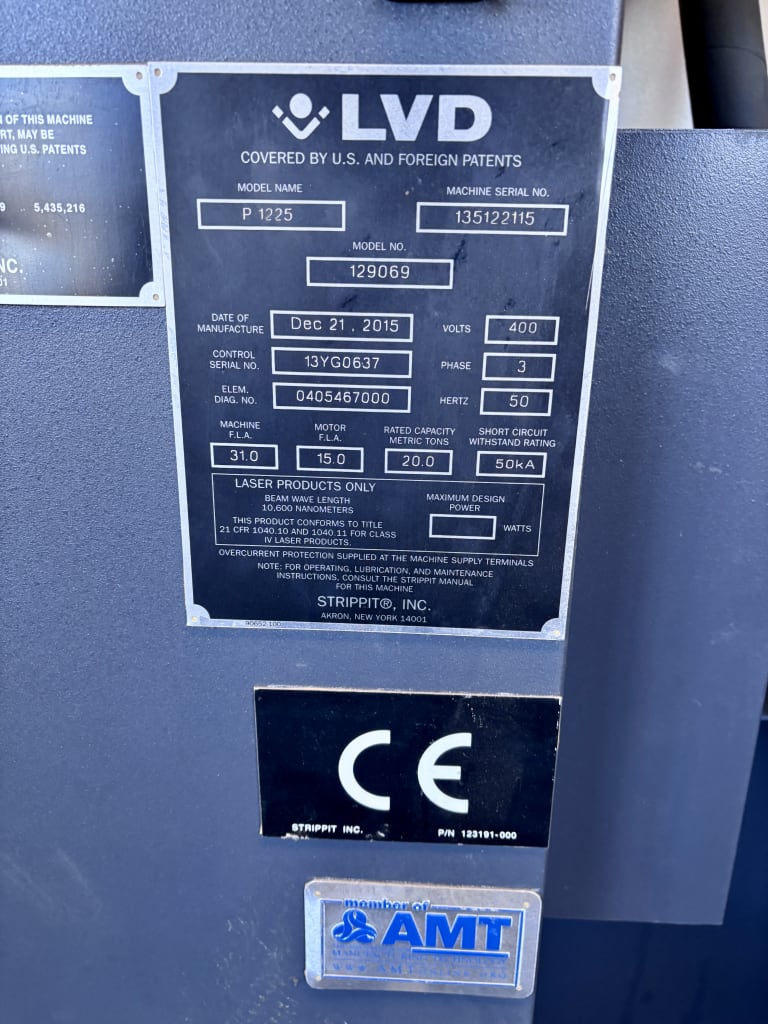 N OF THIS MACHINE
RT, MAY BE
ING U.S. PATENTS
9 5,435,216
NC.
01
LVD
COVERED BY U.S. AND FOREIGN PATENTS
MODEL NAME
P 1225
MACHINE SERIAL NO.
135122115
MODEL NO.
129069
DATE OF
MANUFACTURE
Dec 21 , 2015
VOLTS
400
CONTROL
SERIAL NO.
13YG0637
PHASE
3
ELEM.
DIAG. NO.
0405467000
HERTZ
50
MACHINE
F.L.A.
31.0
MOTOR
F.L.A.
15.0
RATED CAPACITY
METRIC TONS
20.0
SHORT CIRCUIT
WITHSTAND RATING
50kA
LASER PRODUCTS ONLY
BEAM WAVE LENGTH
10,600 NANOMETERS
THIS PRODUCT CONFORMS TO TITLE
21 CFR 1040.10 AND 1040.11 FOR CLASS
IV LASER PRODUCTS.
MAXIMUM DESIGN
POWER
WATTS
OVERCURRENT PROTECTION SUPPLIED AT THE MACHINE SUPPLY TERMINALS
NOTE: FOR OPERATING, LUBRICATION, AND MAINTENANCE
INSTRUCTIONS, CONSULT THE STRIPPIT MANUAL
FOR THIS MACHINE
STRIPPIT®, INC.
AKRON, NEW YORK 14001
90652.100
CE
STRIPPIT INC. P/N 123191-000
member of
AMT